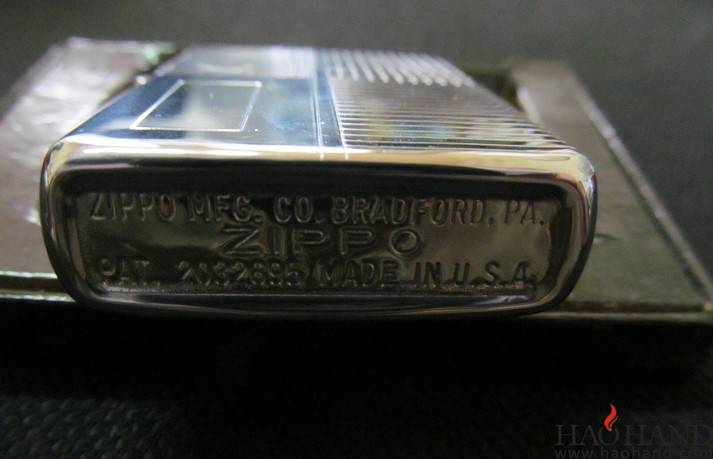 ZIPPO MFG. CO. BRADFORD, PA.
ZIPPO
PAT. 2032695 MADE IN U.S.A.
HAOHAND
www.haohand.com